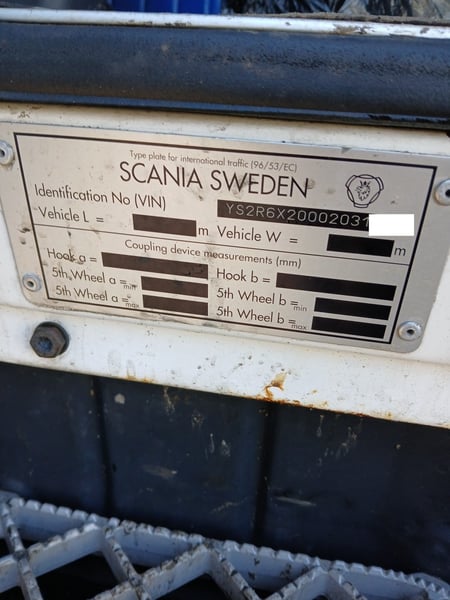 Type plate for international traffic (96/53/EC)
SCANIA SWEDEN
Identification No (VIN) YS2R6X20002031
Vehicle L = m Vehicle W = m
Coupling device measurements (mm)
Hook a = Hook b =
5th Wheel a min = 5th Wheel b min =
5th Wheel a max = 5th Wheel b max =